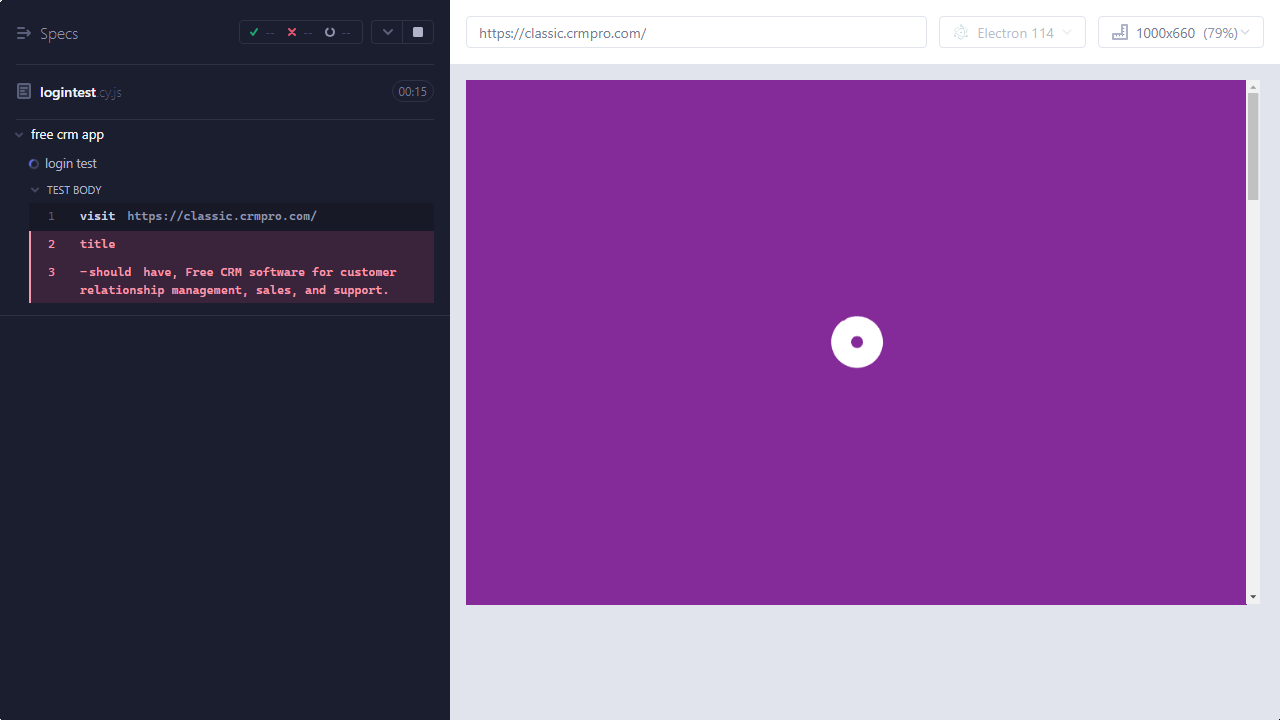 Specs
--
--
--
logintest.cy.js
00:15
free crm app
login test
TEST BODY
1 visit https://classic.crmpro.com/
2 title
3 -should have, Free CRM software for customer
relationship management, sales, and support.
https://classic.crmpro.com/
Electron 114
1000x660 (79%)